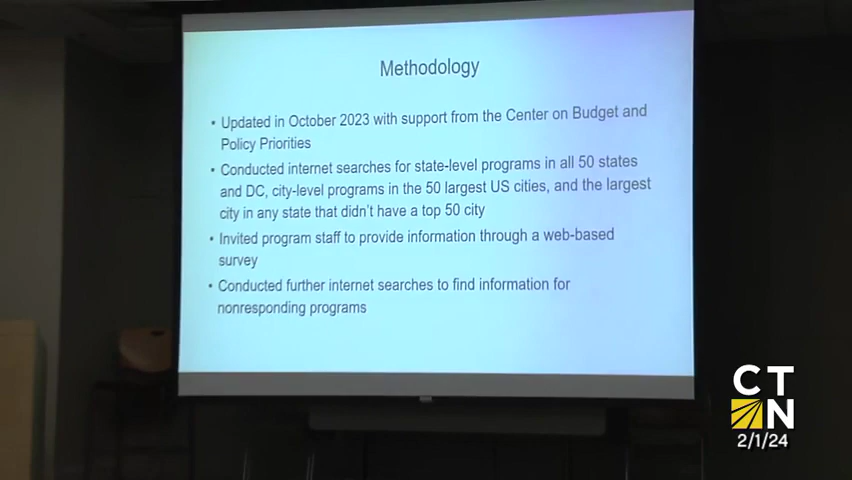 Methodology
• Updated in October 2023 with support from the Center on Budget and
Policy Priorities
• Conducted internet searches for state-level programs in all 50 states
and DC, city-level programs in the 50 largest US cities, and the largest
city in any state that didn't have a top 50 city
• Invited program staff to provide information through a web-based
survey
• Conducted further internet searches to find information for
nonresponding programs
CT
N
2/1/24